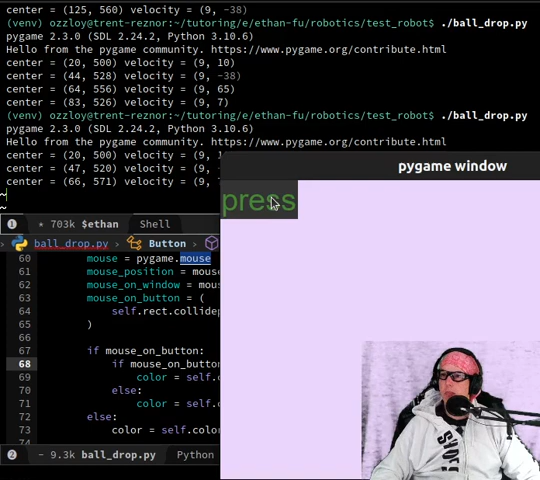 center = (125, 560) velocity = (9, -38)
(venv) ozzloy@trent-reznor:~/tutoring/e/ethan-fu/robotics/test_robot$ ./ball_drop.py
pygame 2.3.0 (SDL 2.24.2, Python 3.10.6)
Hello from the pygame community. https://www.pygame.org/contribute.html
center = (20, 500) velocity = (9, 10)
center = (44, 528) velocity = (9, -38)
center = (64, 556) velocity = (9, 65)
center = (83, 526) velocity = (9, 7)
(venv) ozzloy@trent-reznor:~/tutoring/e/ethan-fu/robotics/test_robot$ ./ball_drop.py
pygame 2.3.0 (SDL 2.24.2, Python 3.10.6)
Hello from the pygame community. https://www.pygame.org/contribute.html
center = (20, 500) velocity = (9,
center = (47, 520) velocity = (9,
center = (66, 571) velocity = (9,
~
~
pygame window
press
1 * 703k $ethan Shell
ball_drop.py › Button ›
60 mouse = pygame.mouse
61 mouse_position = mous
62 mouse_on_window = mou
63 mouse_on_button = (
64 self.rect.collidep
65 )
66
67 if mouse_on_button:
68 if mouse_on_button
69 color = self.c
70 else:
71 color = self.c
72 else:
73 color = self.colo
74
2 - 9.3k ball_drop.py Python